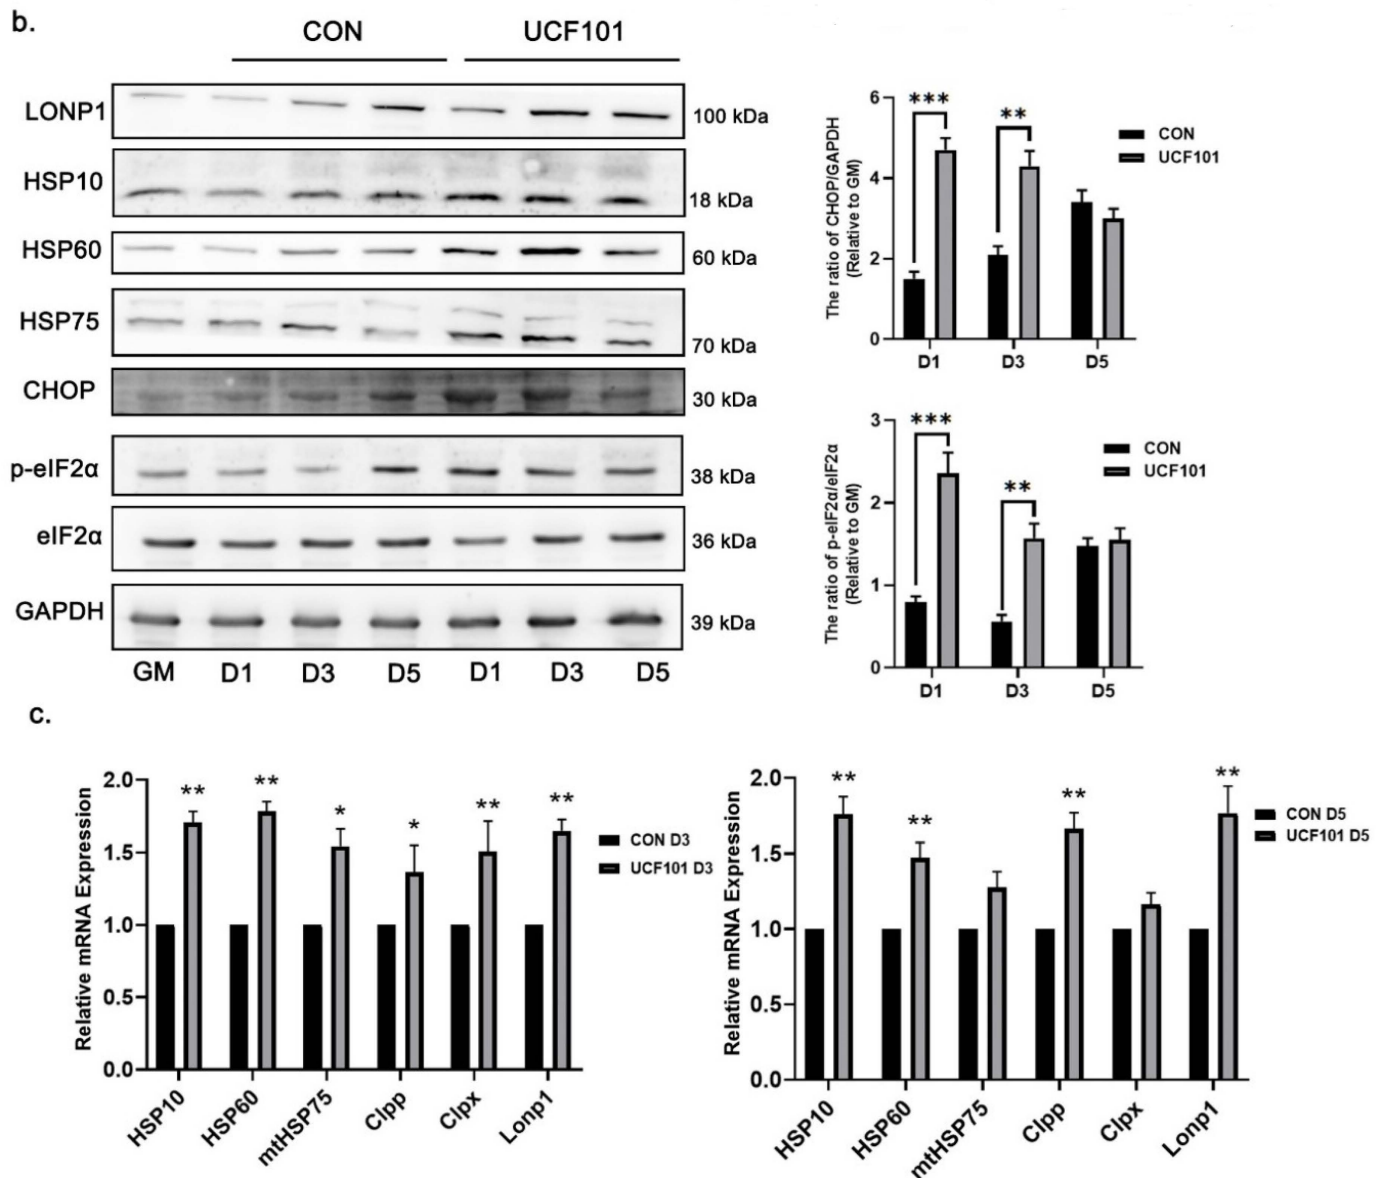 b.
CON UCF101
LONP1 100 kDa
HSP10 18 kDa
HSP60 60 kDa
HSP75 70 kDa
CHOP 30 kDa
p-eIF2α 38 kDa
eIF2α 36 kDa
GAPDH 39 kDa
GM D1 D3 D5 D1 D3 D5
The ratio of CHOP/GAPDH
(Relative to GM)
6
4
2
0
*** **
CON
UCF101
D1 D3 D5
The ratio of p-eIF2α/eIF2α
(Relative to GM)
3
2
1
0
*** **
CON
UCF101
D1 D3 D5
c.
Relative mRNA Expression
2.0
1.5
1.0
0.5
0.0
** ** * * ** **
CON D3
UCF101 D3
HSP10 HSP60 mtHSP75 Clpp Clpx Lonp1
Relative mRNA Expression
2.0
1.5
1.0
0.5
0.0
** ** ** **
CON D5
UCF101 D5
HSP10 HSP60 mtHSP75 Clpp Clpx Lonp1